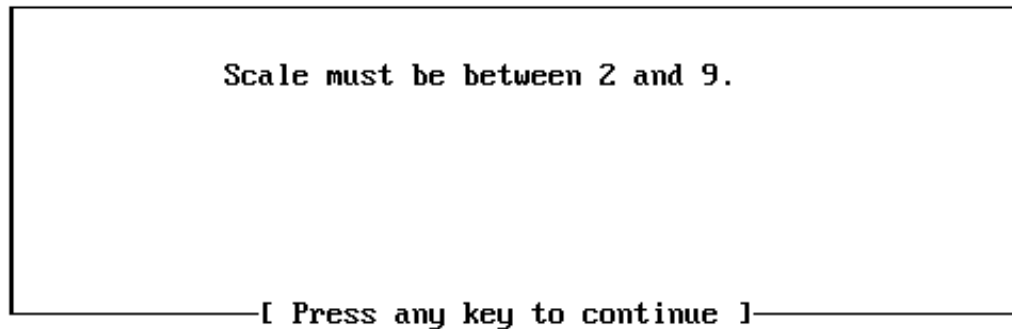 Scale must be between 2 and 9.
[ Press any key to continue ]